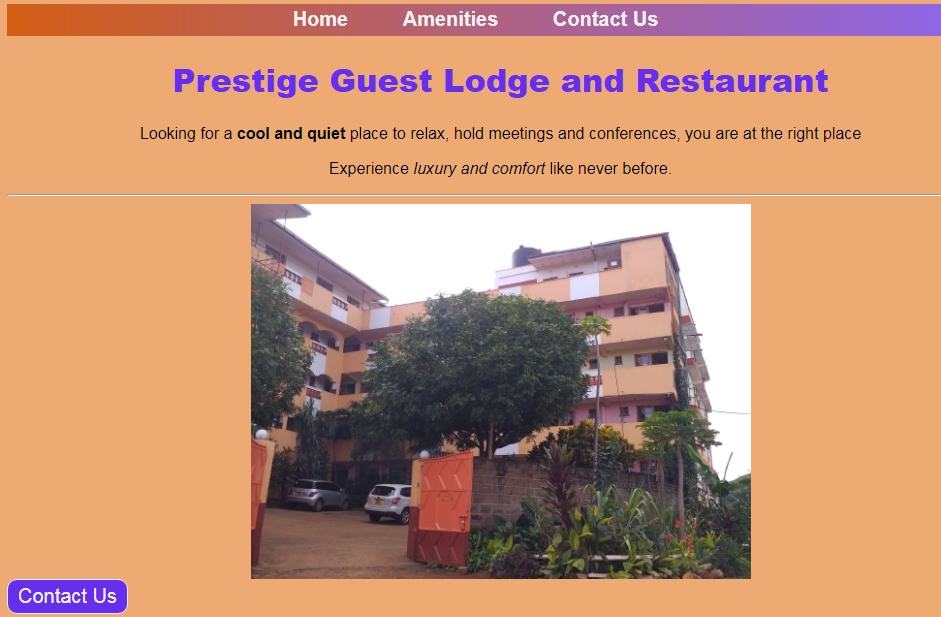 Home Amenities Contact Us
Prestige Guest Lodge and Restaurant
Looking for a cool and quiet place to relax, hold meetings and conferences, you are at the right place
Experience luxury and comfort like never before.
Contact Us